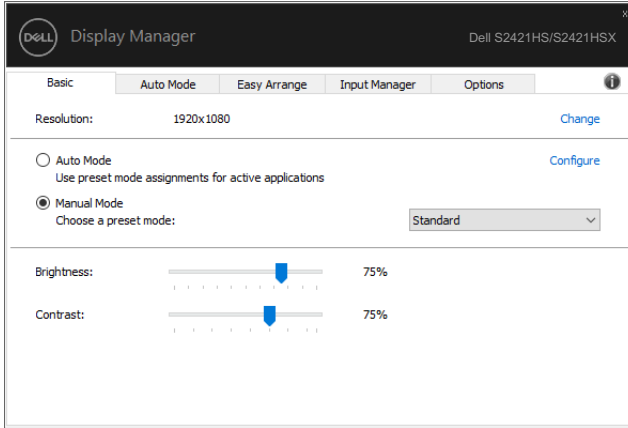 DELL Display Manager Dell S2421HS/S2421HSX
x
Basic Auto Mode Easy Arrange Input Manager Options i
Resolution: 1920x1080 Change
Auto Mode Configure
Use preset mode assignments for active applications
Manual Mode
Choose a preset mode: Standard
Brightness: 75%
Contrast: 75%